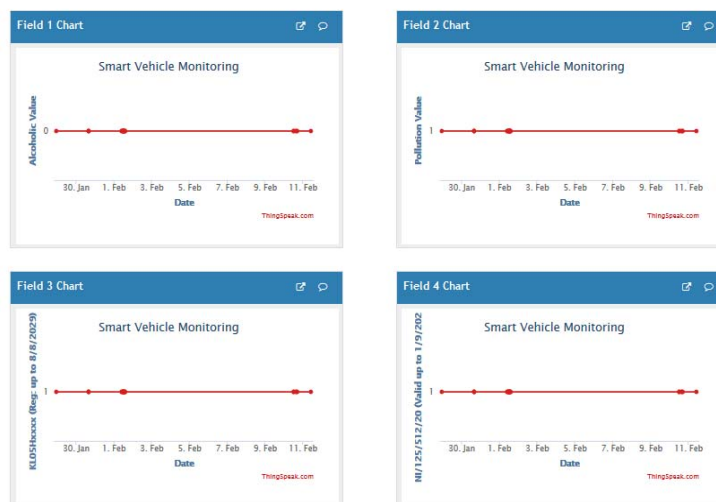 Field 1 Chart
Smart Vehicle Monitoring
Alcoholic Value
0
30. Jan 1. Feb 3. Feb 5. Feb 7. Feb 9. Feb 11. Feb
Date
ThingSpeak.com
Field 2 Chart
Smart Vehicle Monitoring
Pollution Value
1
30. Jan 1. Feb 3. Feb 5. Feb 7. Feb 9. Feb 11. Feb
Date
ThingSpeak.com
Field 3 Chart
Smart Vehicle Monitoring
KL05Hxxxx (Reg: up to 8/8/2029)
1
30. Jan 1. Feb 3. Feb 5. Feb 7. Feb 9. Feb 11. Feb
Date
ThingSpeak.com
Field 4 Chart
Smart Vehicle Monitoring
NI/125/512/20 (Valid up to 1/9/202
1
30. Jan 1. Feb 3. Feb 5. Feb 7. Feb 9. Feb 11. Feb
Date
ThingSpeak.com